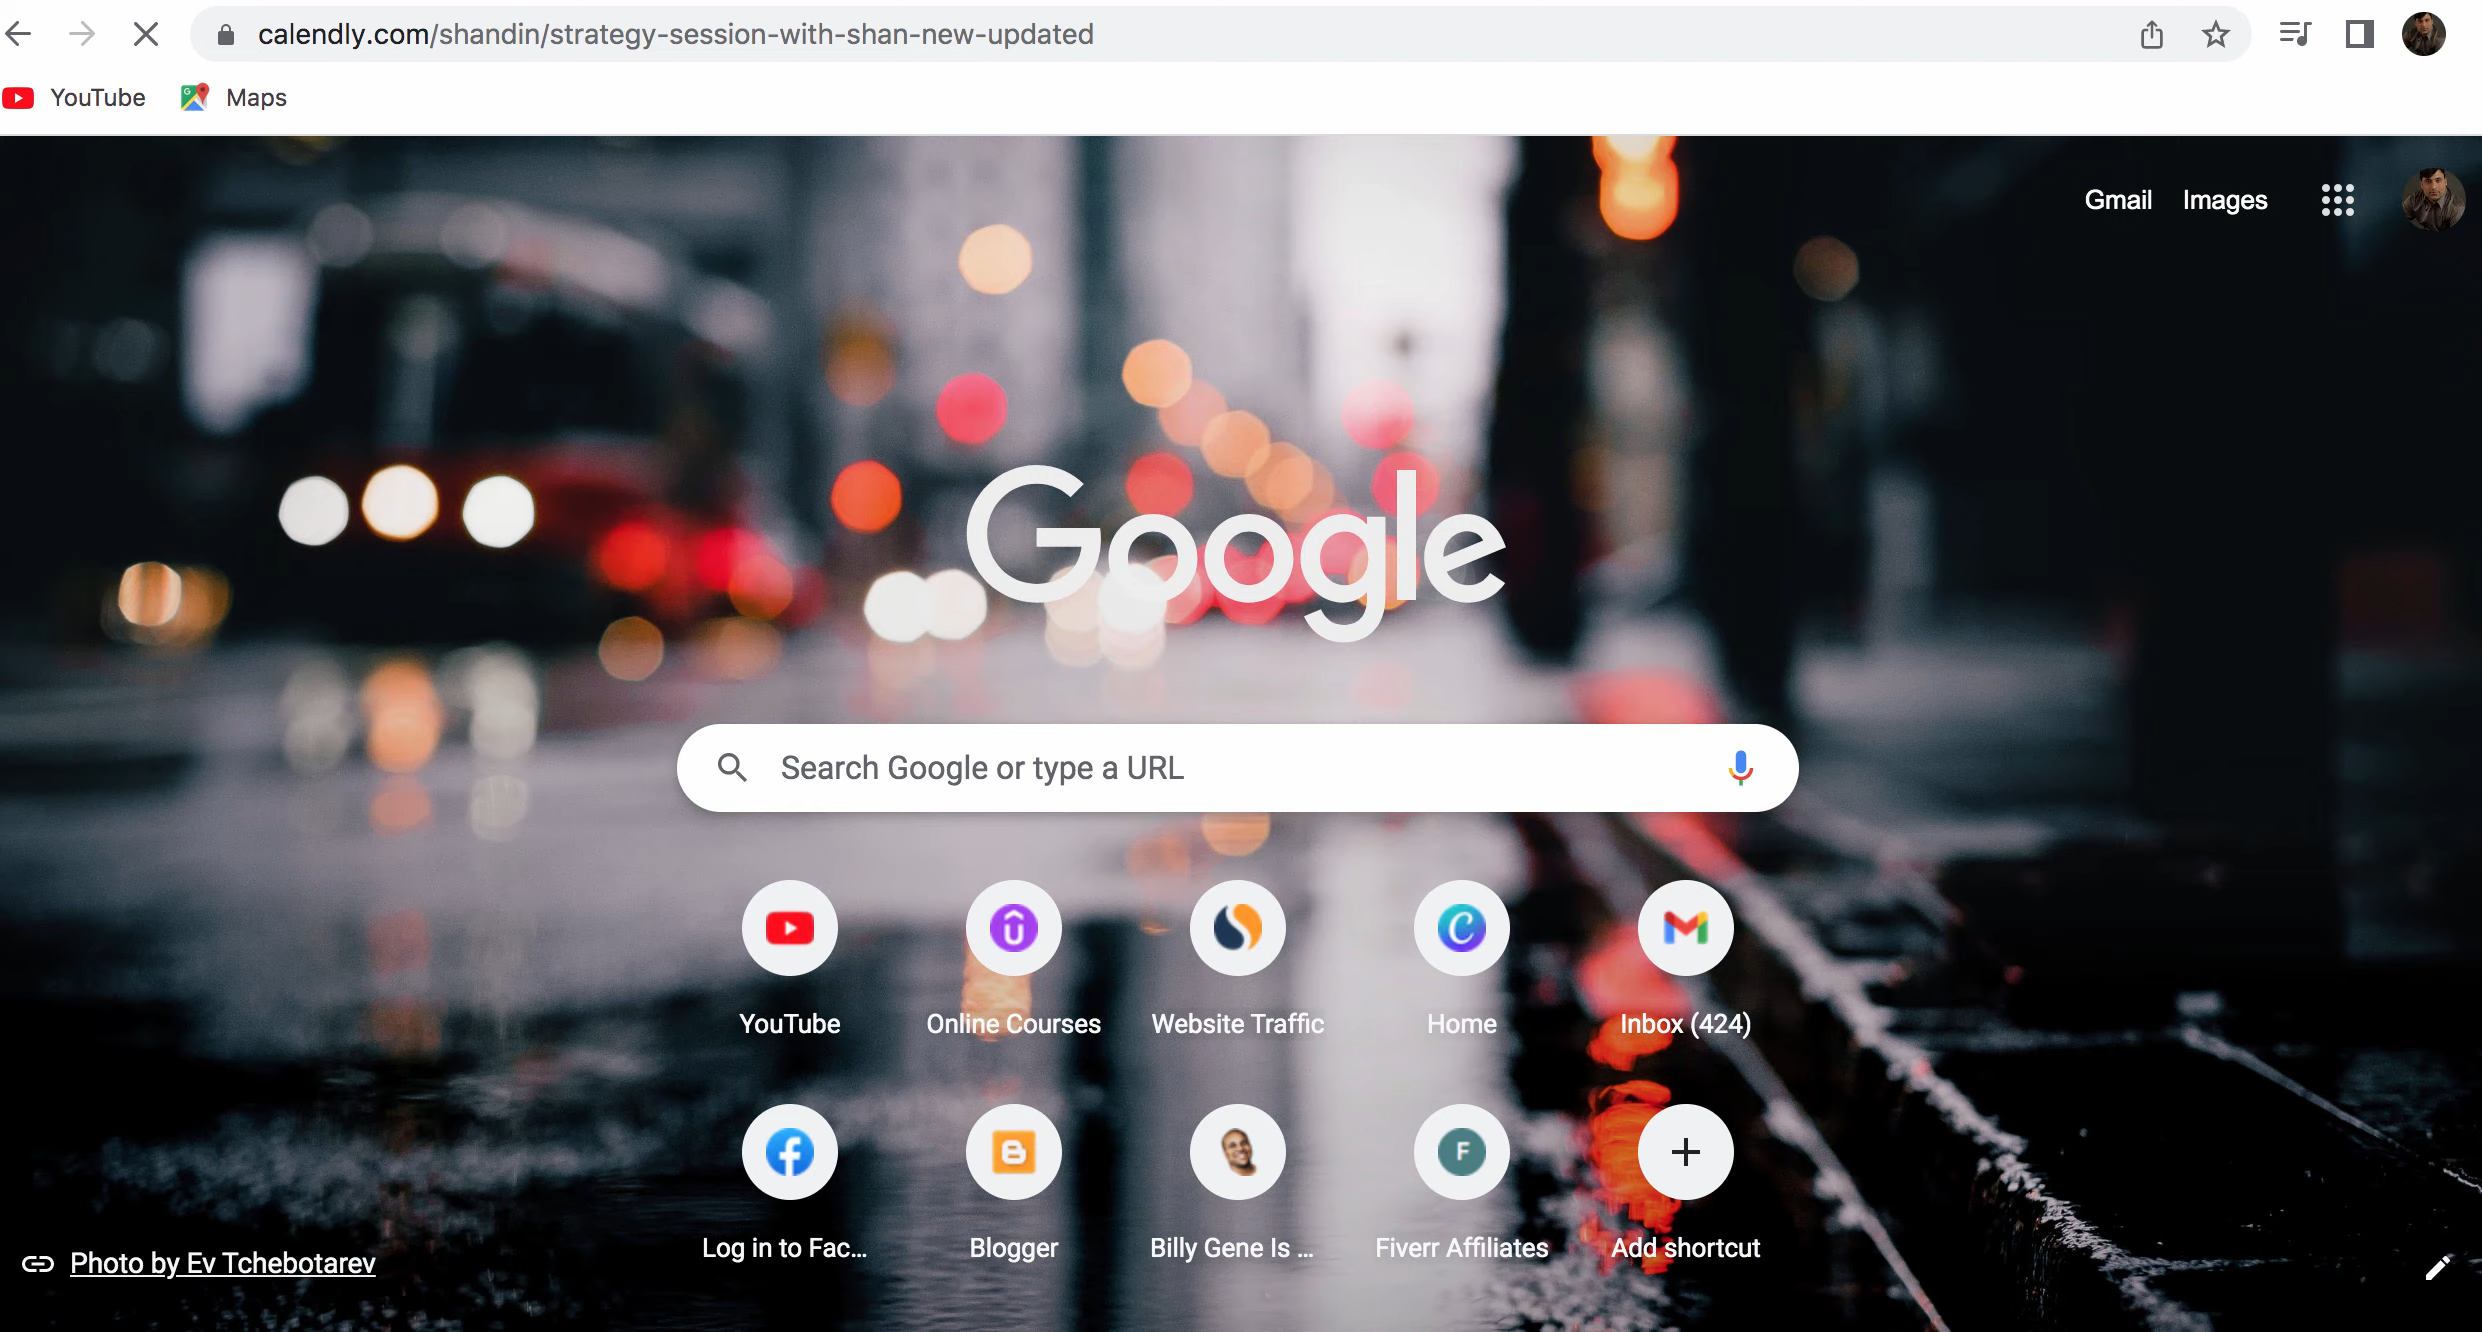 calendly.com/shandin/strategy-session-with-shan-new-updated
YouTube Maps
Gmail Images
Google
Search Google or type a URL
YouTube Online Courses Website Traffic Home Inbox (424)
F
Log in to Fac... Blogger Billy Gene Is ... Fiverr Affiliates Add shortcut
Photo by Ev Tchebotarev